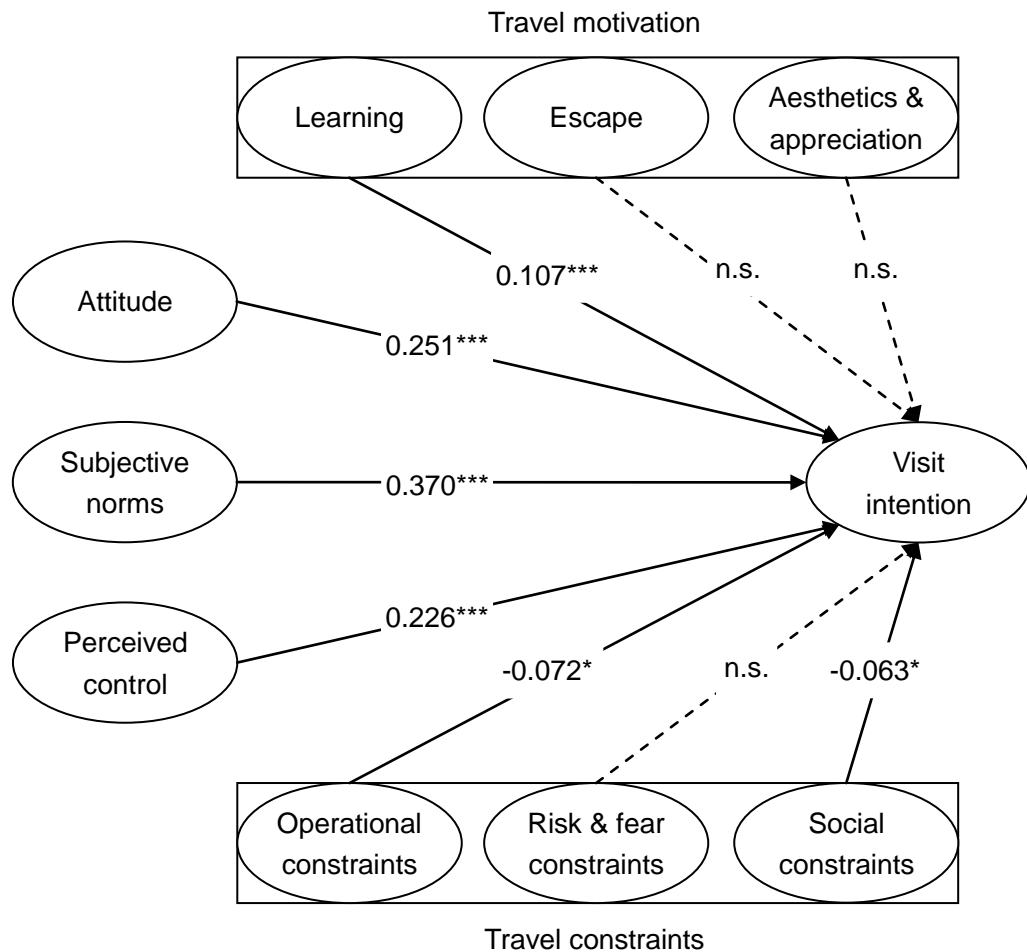 Travel motivation
Learning
Escape
Aesthetics &
appreciation
n.s.
n.s.
0.107***
Attitude
0.251***
Subjective
norms
0.370***
Visit
intention
Perceived
control
0.226***
-0.072*
n.s.
-0.063*
Operational
constraints
Risk & fear
constraints
Social
constraints
Travel constraints